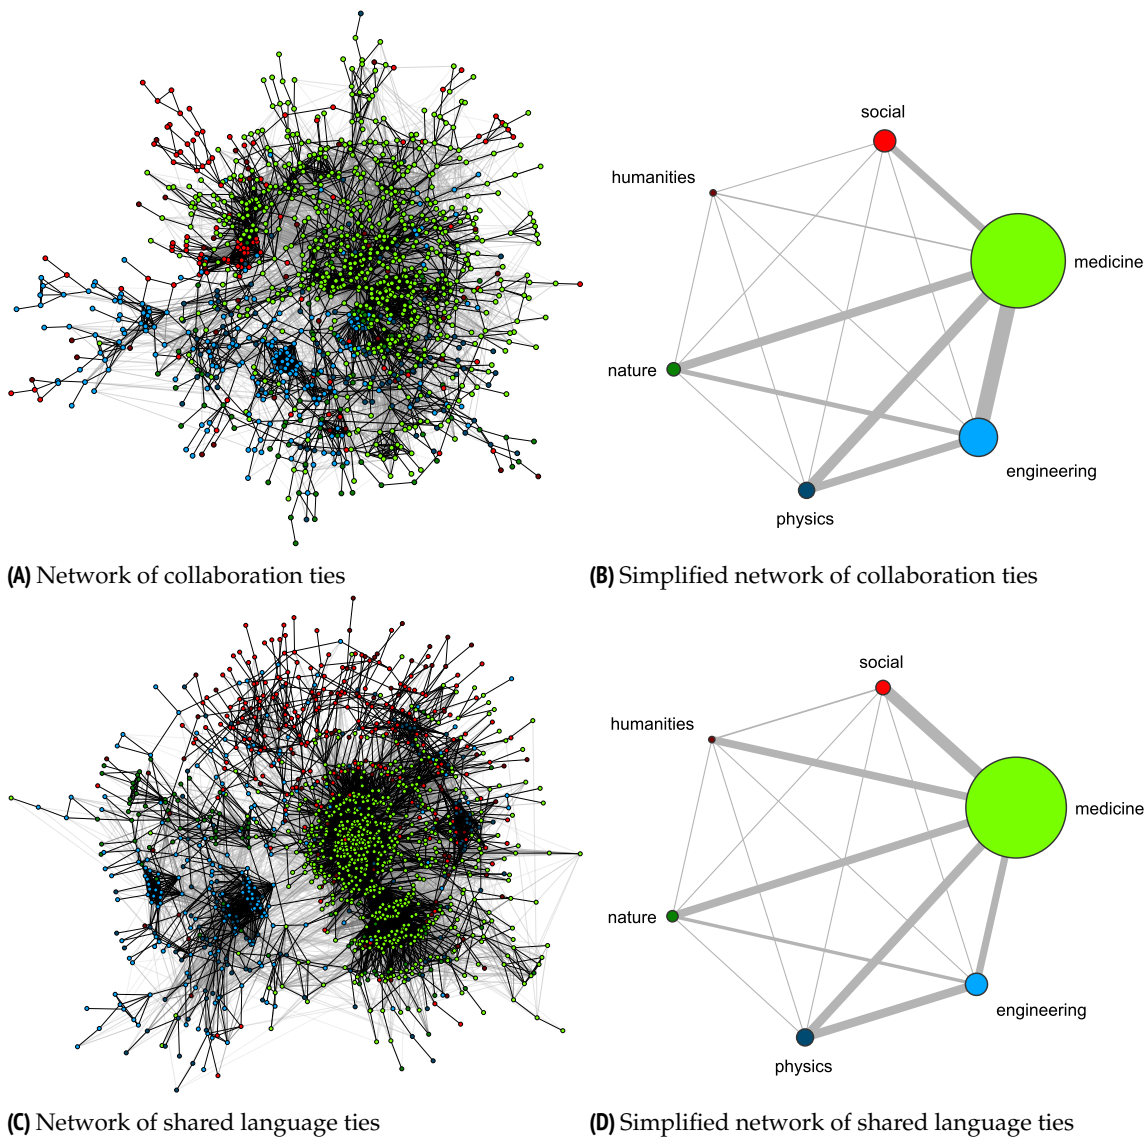 social
humanities
medicine
nature
engineering
physics
(A) Network of collaboration ties
(B) Simplified network of collaboration ties
social
humanities
medicine
nature
engineering
physics
(C) Network of shared language ties
(D) Simplified network of shared language ties